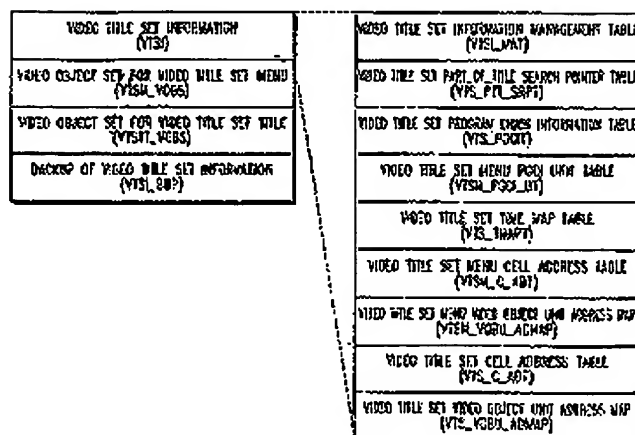 VIDEO TITLE SET INFORMATION
(VTSI)
VIDEO OBJECT SET FOR VIDEO TITLE SET MENU
(VTSM_VOBS)
VIDEO OBJECT SET FOR VIDEO TITLE SET TITLE
(VTSTT_VOBS)
BACKUP OF VIDEO TITLE SET INFORMATION
(VTSI_BUP)
VIDEO TITLE SET INFORMATION MANAGEMENT TABLE
(VTSI_MAT)
VIDEO TITLE SET PART_OF_TITLE SEARCH POINTER TABLE
(VTS_PTT_SRPT)
VIDEO TITLE SET PROGRAM CHAIN INFORMATION TABLE
(VTS_PGCIT)
VIDEO TITLE SET MENU PGCI UNIT TABLE
(VTSM_PGCI_UT)
VIDEO TITLE SET TIME MAP TABLE
(VTS_TMAPT)
VIDEO TITLE SET MENU CELL ADDRESS TABLE
(VTSM_C_ADT)
VIDEO TITLE SET MENU VIDEO OBJECT UNIT ADDRESS MAP
(VTSM_VOBU_ADMAP)
VIDEO TITLE SET CELL ADDRESS TABLE
(VTS_C_ADT)
VIDEO TITLE SET VIDEO OBJECT UNIT ADDRESS MAP
(VTS_VOBU_ADMAP)